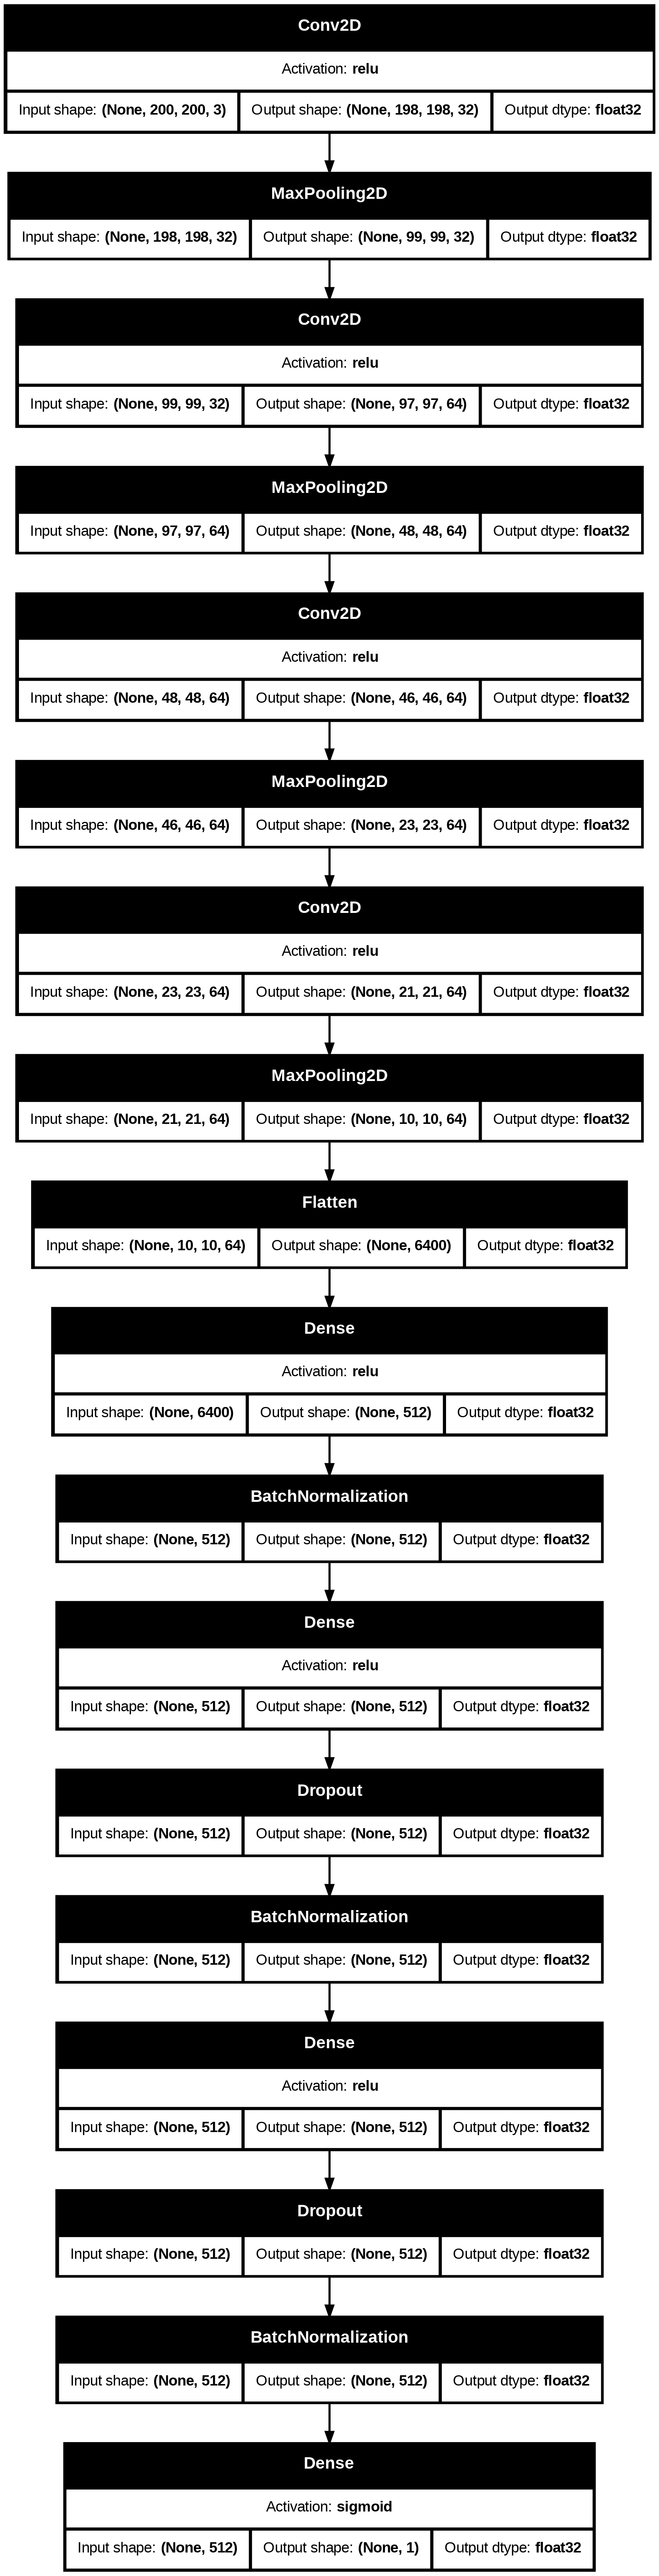 Conv2D
Activation: relu
Input shape: (None, 200, 200, 3) Output shape: (None, 198, 198, 32) Output dtype: float32
MaxPooling2D
Input shape: (None, 198, 198, 32) Output shape: (None, 99, 99, 32) Output dtype: float32
Conv2D
Activation: relu
Input shape: (None, 99, 99, 32) Output shape: (None, 97, 97, 64) Output dtype: float32
MaxPooling2D
Input shape: (None, 97, 97, 64) Output shape: (None, 48, 48, 64) Output dtype: float32
Conv2D
Activation: relu
Input shape: (None, 48, 48, 64) Output shape: (None, 46, 46, 64) Output dtype: float32
MaxPooling2D
Input shape: (None, 46, 46, 64) Output shape: (None, 23, 23, 64) Output dtype: float32
Conv2D
Activation: relu
Input shape: (None, 23, 23, 64) Output shape: (None, 21, 21, 64) Output dtype: float32
MaxPooling2D
Input shape: (None, 21, 21, 64) Output shape: (None, 10, 10, 64) Output dtype: float32
Flatten
Input shape: (None, 10, 10, 64) Output shape: (None, 6400) Output dtype: float32
Dense
Activation: relu
Input shape: (None, 6400) Output shape: (None, 512) Output dtype: float32
BatchNormalization
Input shape: (None, 512) Output shape: (None, 512) Output dtype: float32
Dense
Activation: relu
Input shape: (None, 512) Output shape: (None, 512) Output dtype: float32
Dropout
Input shape: (None, 512) Output shape: (None, 512) Output dtype: float32
BatchNormalization
Input shape: (None, 512) Output shape: (None, 512) Output dtype: float32
Dense
Activation: relu
Input shape: (None, 512) Output shape: (None, 512) Output dtype: float32
Dropout
Input shape: (None, 512) Output shape: (None, 512) Output dtype: float32
BatchNormalization
Input shape: (None, 512) Output shape: (None, 512) Output dtype: float32
Dense
Activation: sigmoid
Input shape: (None, 512) Output shape: (None, 1) Output dtype: float32